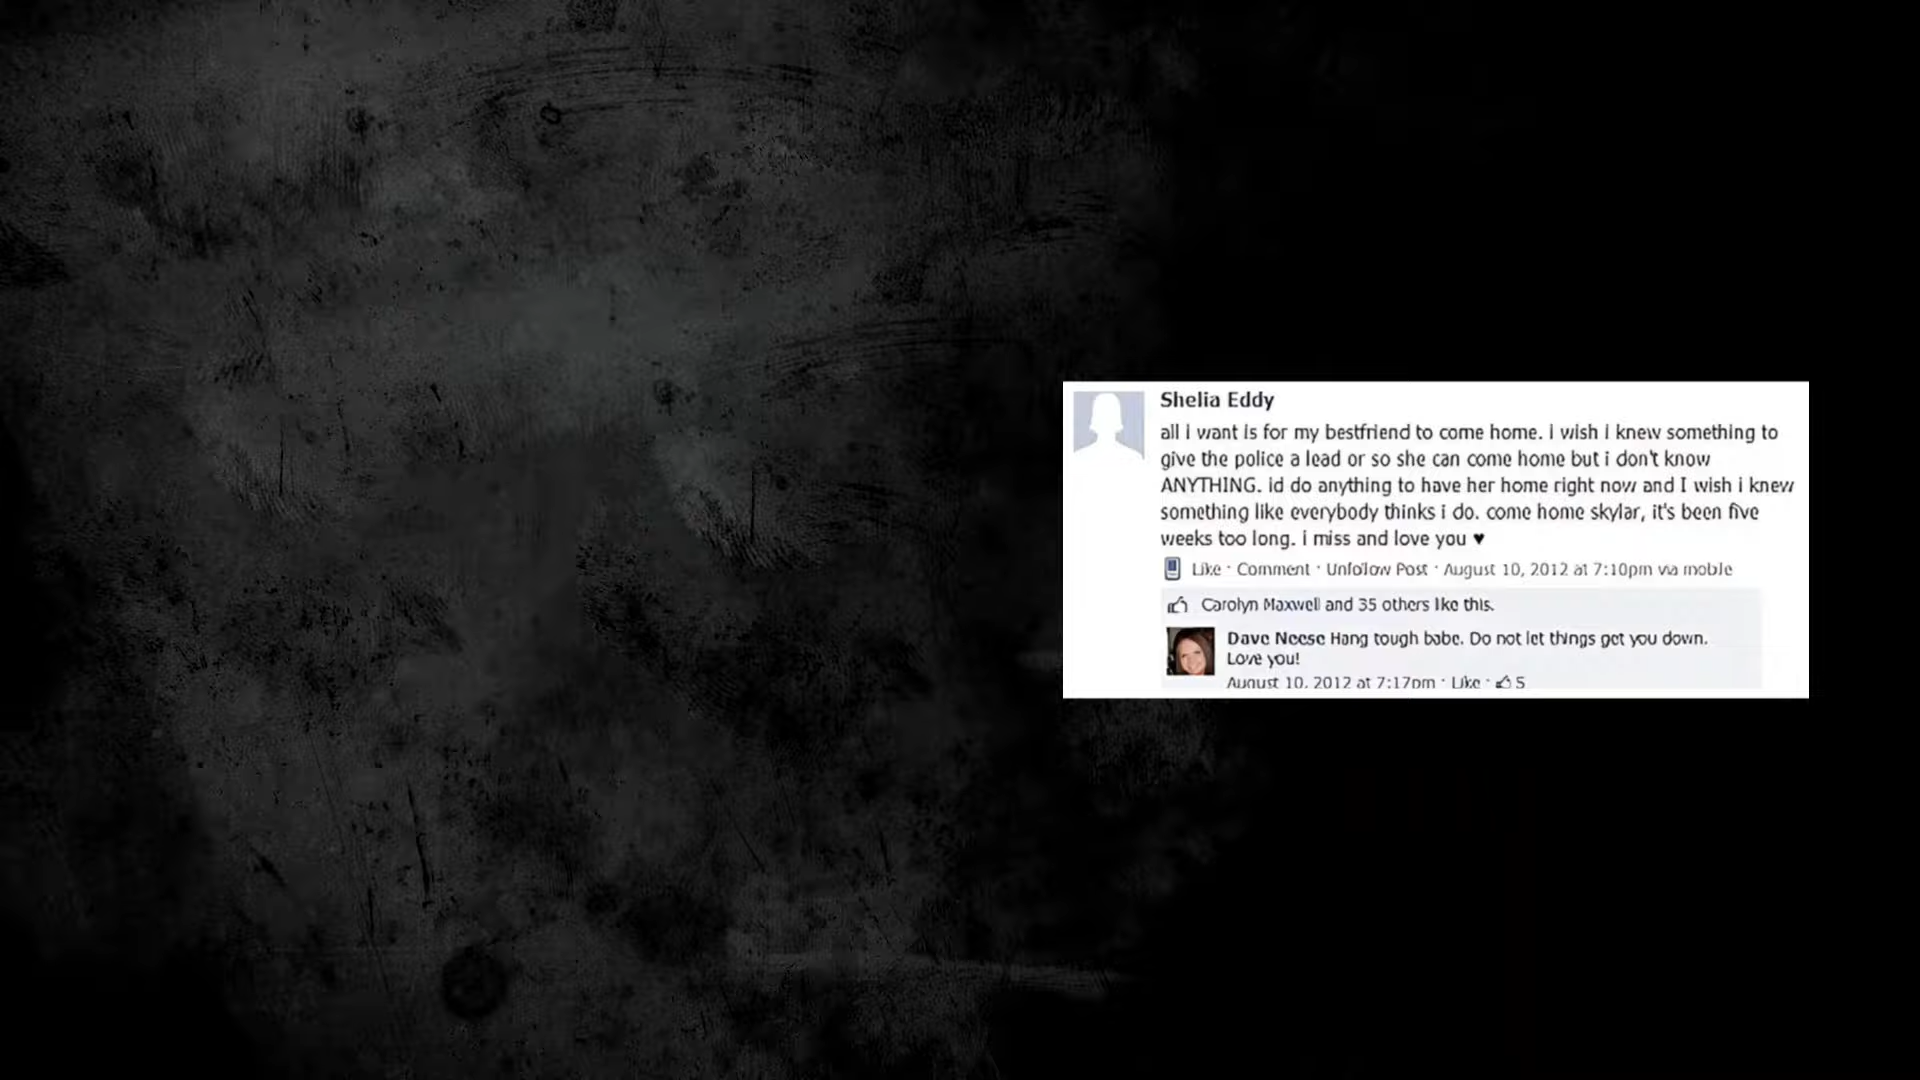 Shelia Eddy
all i want is for my bestfriend to come home. i wish i knew something to
give the police a lead or so she can come home but i don't know
ANYTHING. id do anything to have her home right now and I wish i knew
something like everybody thinks i do. come home skylar, it's been five
weeks too long. i miss and love you ♥
Like · Comment · Unfollow Post · August 10, 2012 at 7:10pm via mobile
Carolyn Maxwell and 35 others like this.
Dave Neese Hang tough babe. Do not let things get you down.
Love you!
August 10, 2012 at 7:17pm · Like · 5